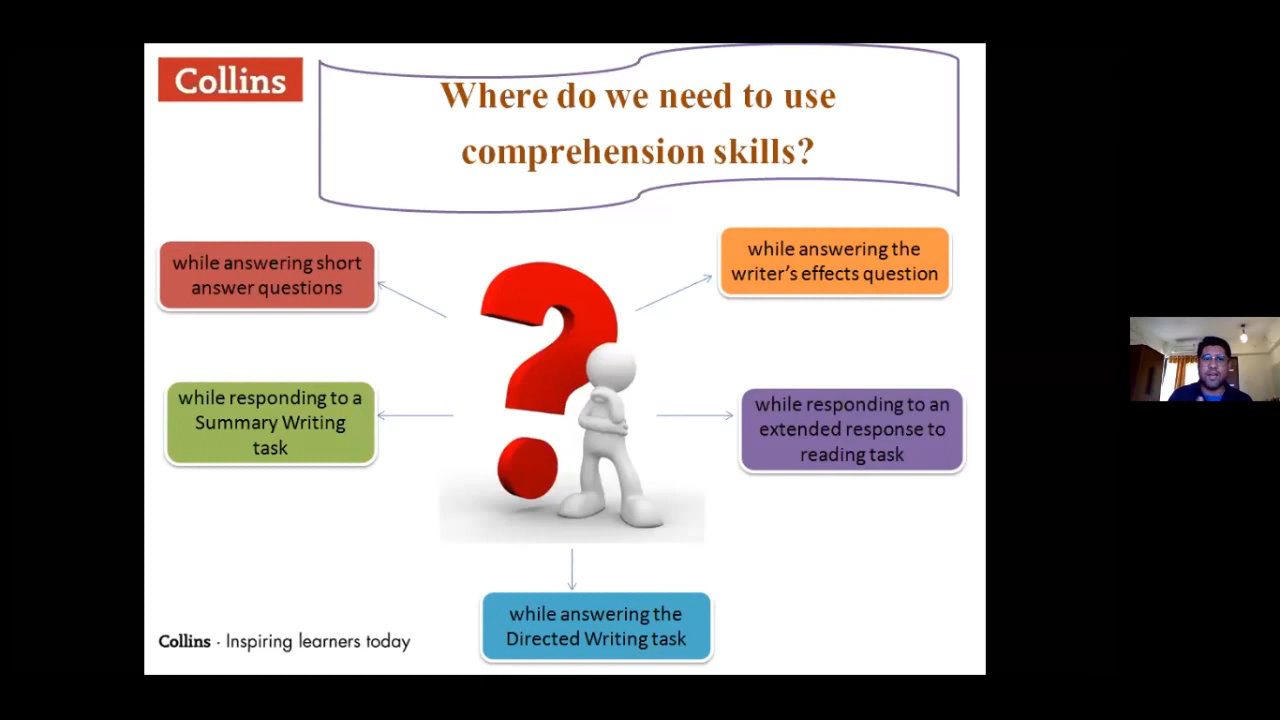 Collins
Where do we need to use
comprehension skills?
while answering short
answer questions
while answering the
writer's effects question
while responding to a
Summary Writing
task
while responding to an
extended response to
reading task
while answering the
Directed Writing task
Collins · Inspiring learners today